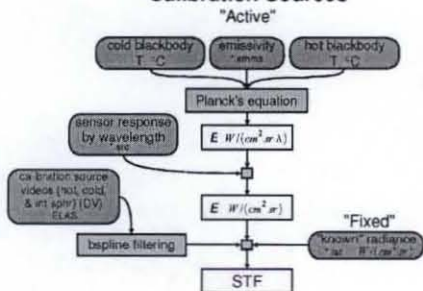 Calibration Sources
"Active"
cold blackbody
T, °C
emissivity
hot blackbody
T, °C
Planck's equation
E W/(cm² sr λ)
sensor response
by wavelength
calibration source
videos (hot, cold,
& int sphr) (DV)
E W/(cm² sr)
"Fixed"
bspline filtering
"known" radiance
W/(cm² sr)
STF